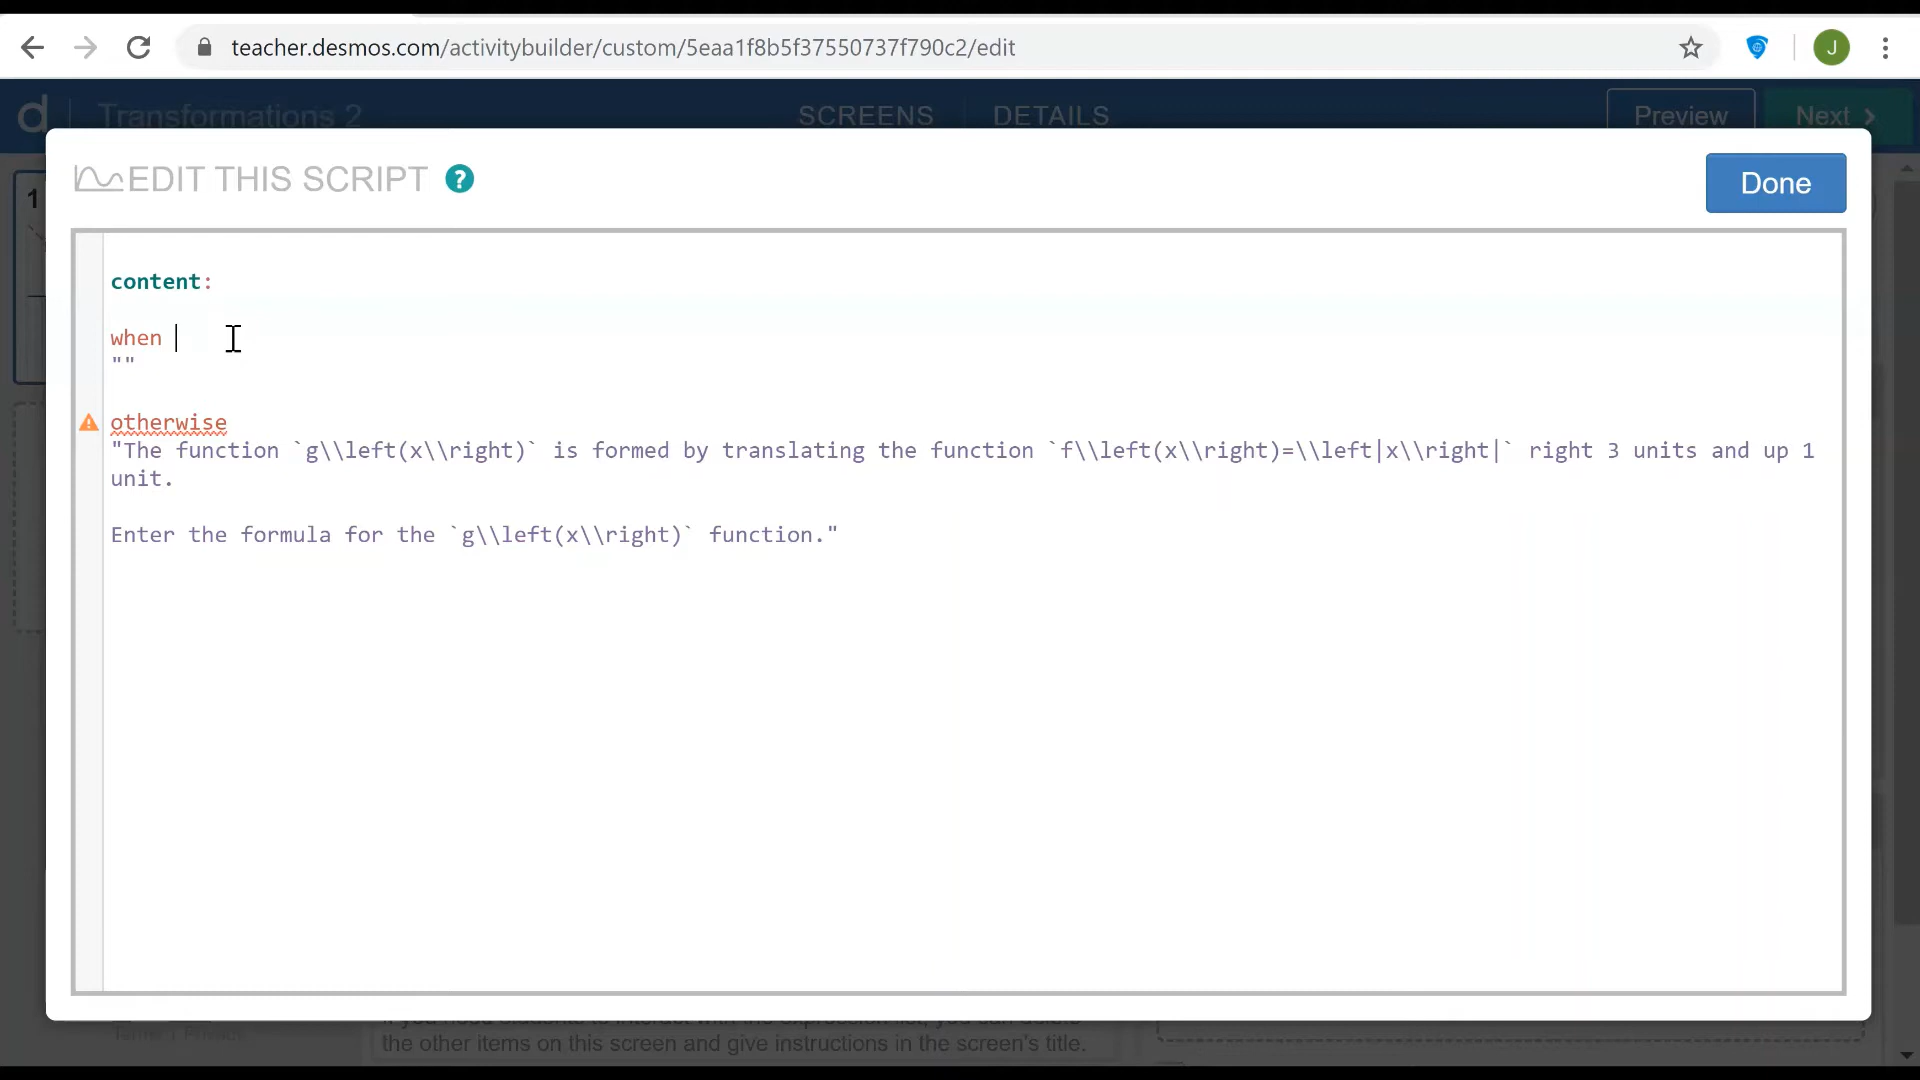 teacher.desmos.com/activitybuilder/custom/5eaa1f8b5f37550737f790c2/edit
J
d
Transformations 2
SCREENS
DETAILS
Preview
Next
EDIT THIS SCRIPT ?
Done
1
content:
when
""
otherwise
"The function `g\\left(x\\right)` is formed by translating the function `f\\left(x\\right)=\\left|x\\right|` right 3 units and up 1
unit.
Enter the formula for the `g\\left(x\\right)` function."
the other items on this screen and give instructions in the screen's title.